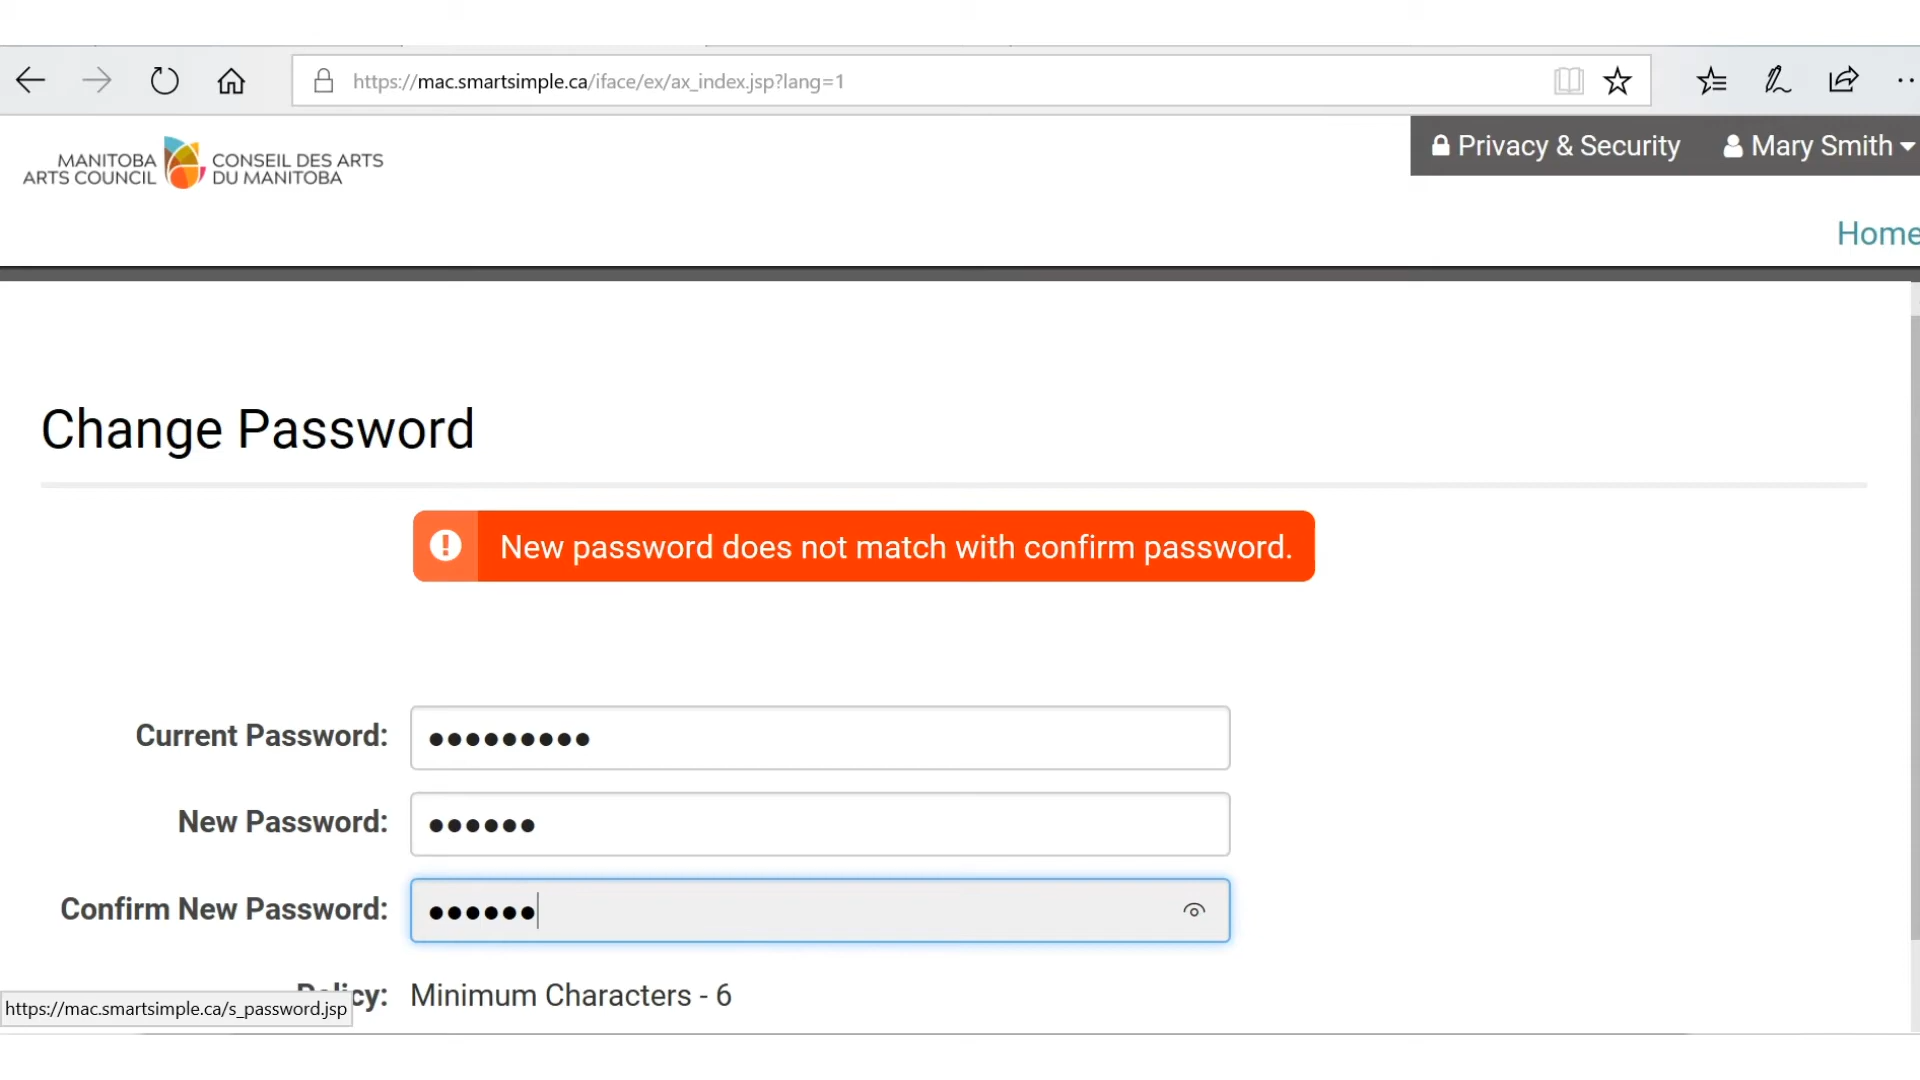 https://mac.smartsimple.ca/iface/ex/ax_index.jsp?lang=1
MANITOBA ARTS COUNCIL
CONSEIL DES ARTS DU MANITOBA
Privacy & Security
Mary Smith
Home
Change Password
New password does not match with confirm password.
Current Password: ●●●●●●●●●
New Password: ●●●●●●
Confirm New Password: ●●●●●●
Policy: Minimum Characters - 6
https://mac.smartsimple.ca/s_password.jsp